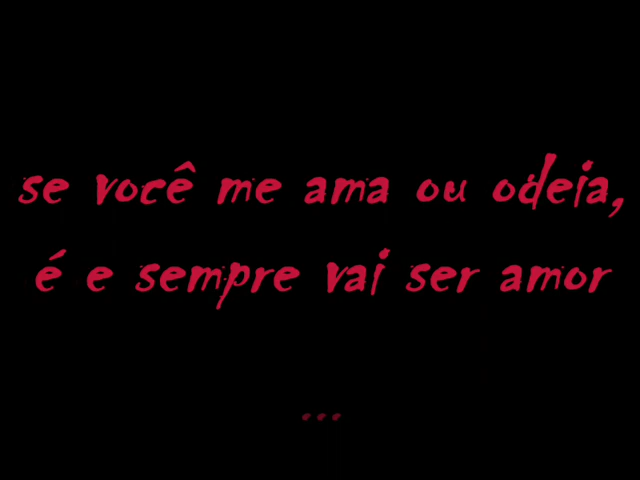 se você me ama ou odeia,
é e sempre vai ser amor
...